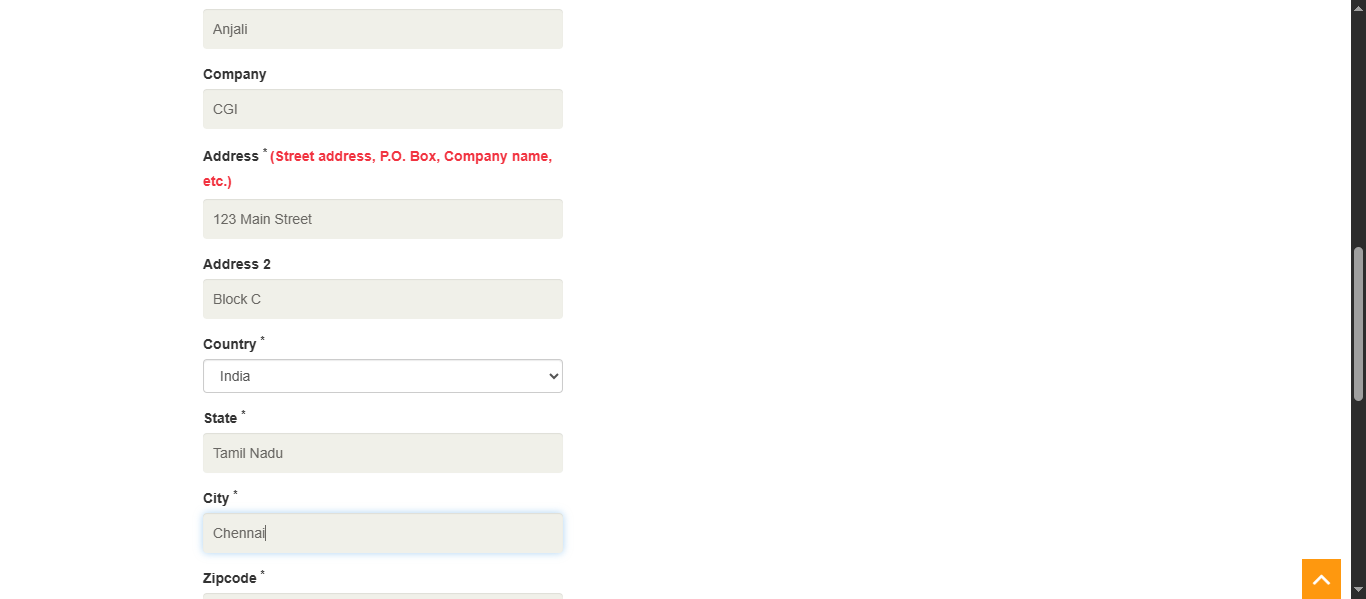 Anjali
Company
CGI
Address * (Street address, P.O. Box, Company name,
etc.)
123 Main Street
Address 2
Block C
Country *
India
State *
Tamil Nadu
City *
Chennai
Zipcode *